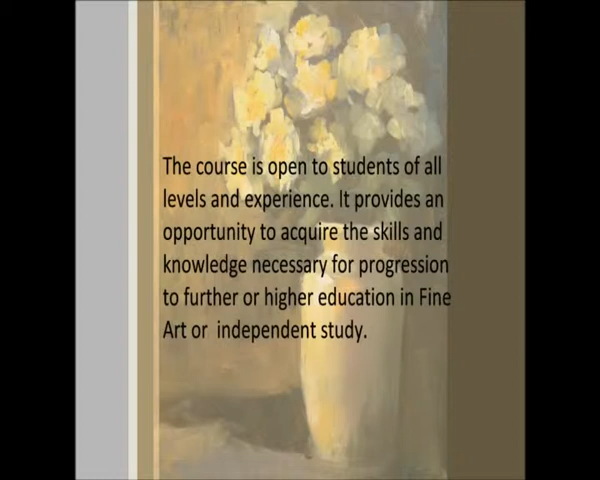 The course is open to students of all
levels and experience. It provides an
opportunity to acquire the skills and
knowledge necessary for progression
to further or higher education in Fine
Art or  independent study.